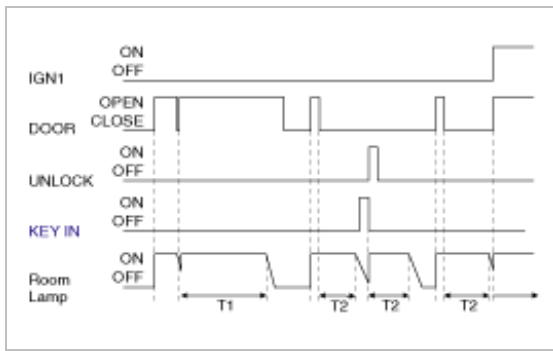 ON
OFF
IGN1
OPEN
CLOSE
DOOR
ON
OFF
UNLOCK
ON
OFF
KEY IN
ON
OFF
Room
Lamp
T1
T2
T2
T2